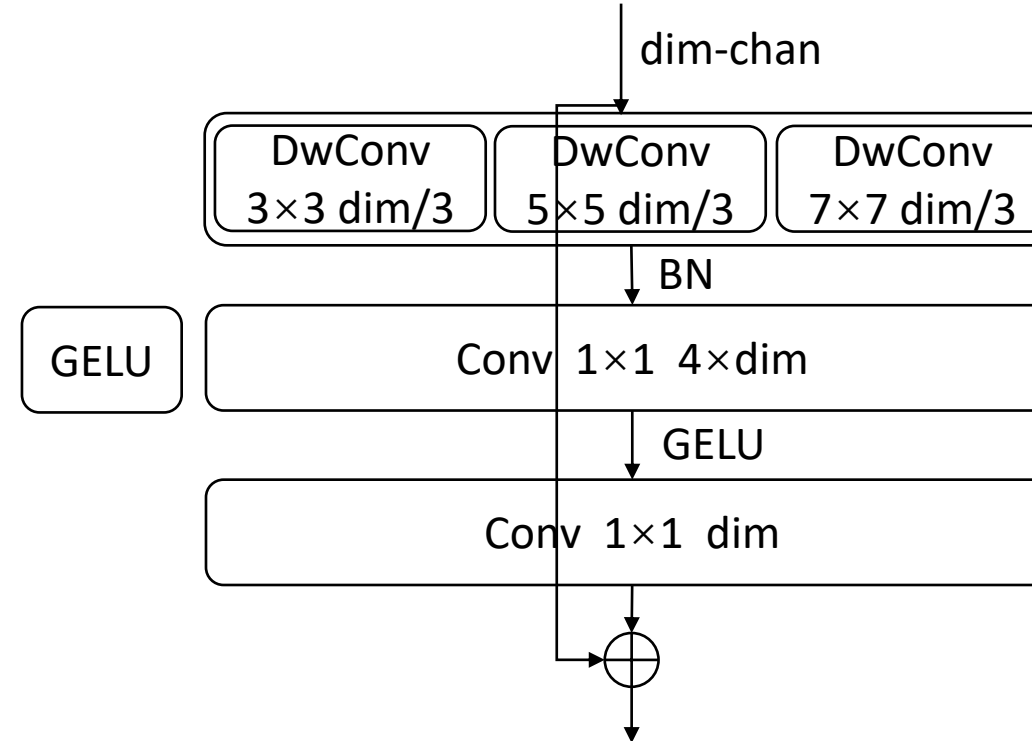 dim-chan
DwConv
3×3 dim/3
DwConv
5×5 dim/3
DwConv
7×7 dim/3
BN
GELU
Conv 1×1 4×dim
GELU
Conv 1×1 dim